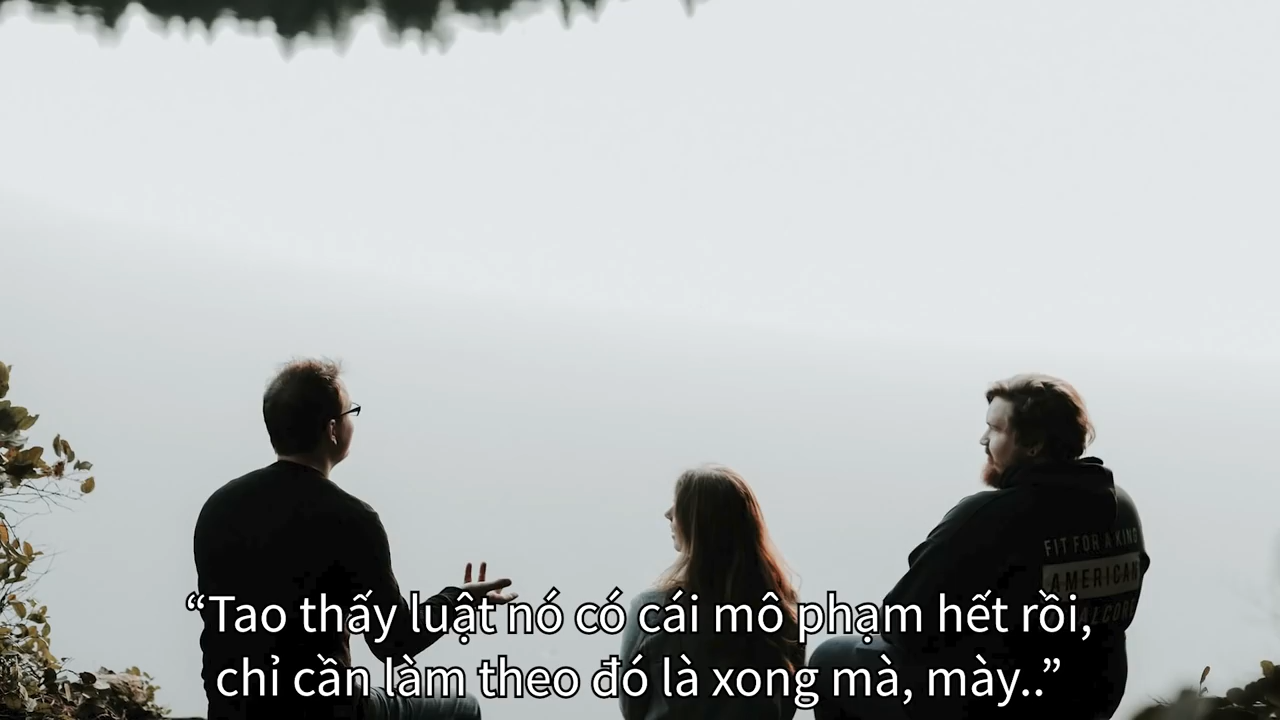 FIT FOR A KING
AMERICAN
“Tao thấy luật nó có cái mô phạm hết rồi,
chỉ cần làm theo đó là xong mà, mày..”